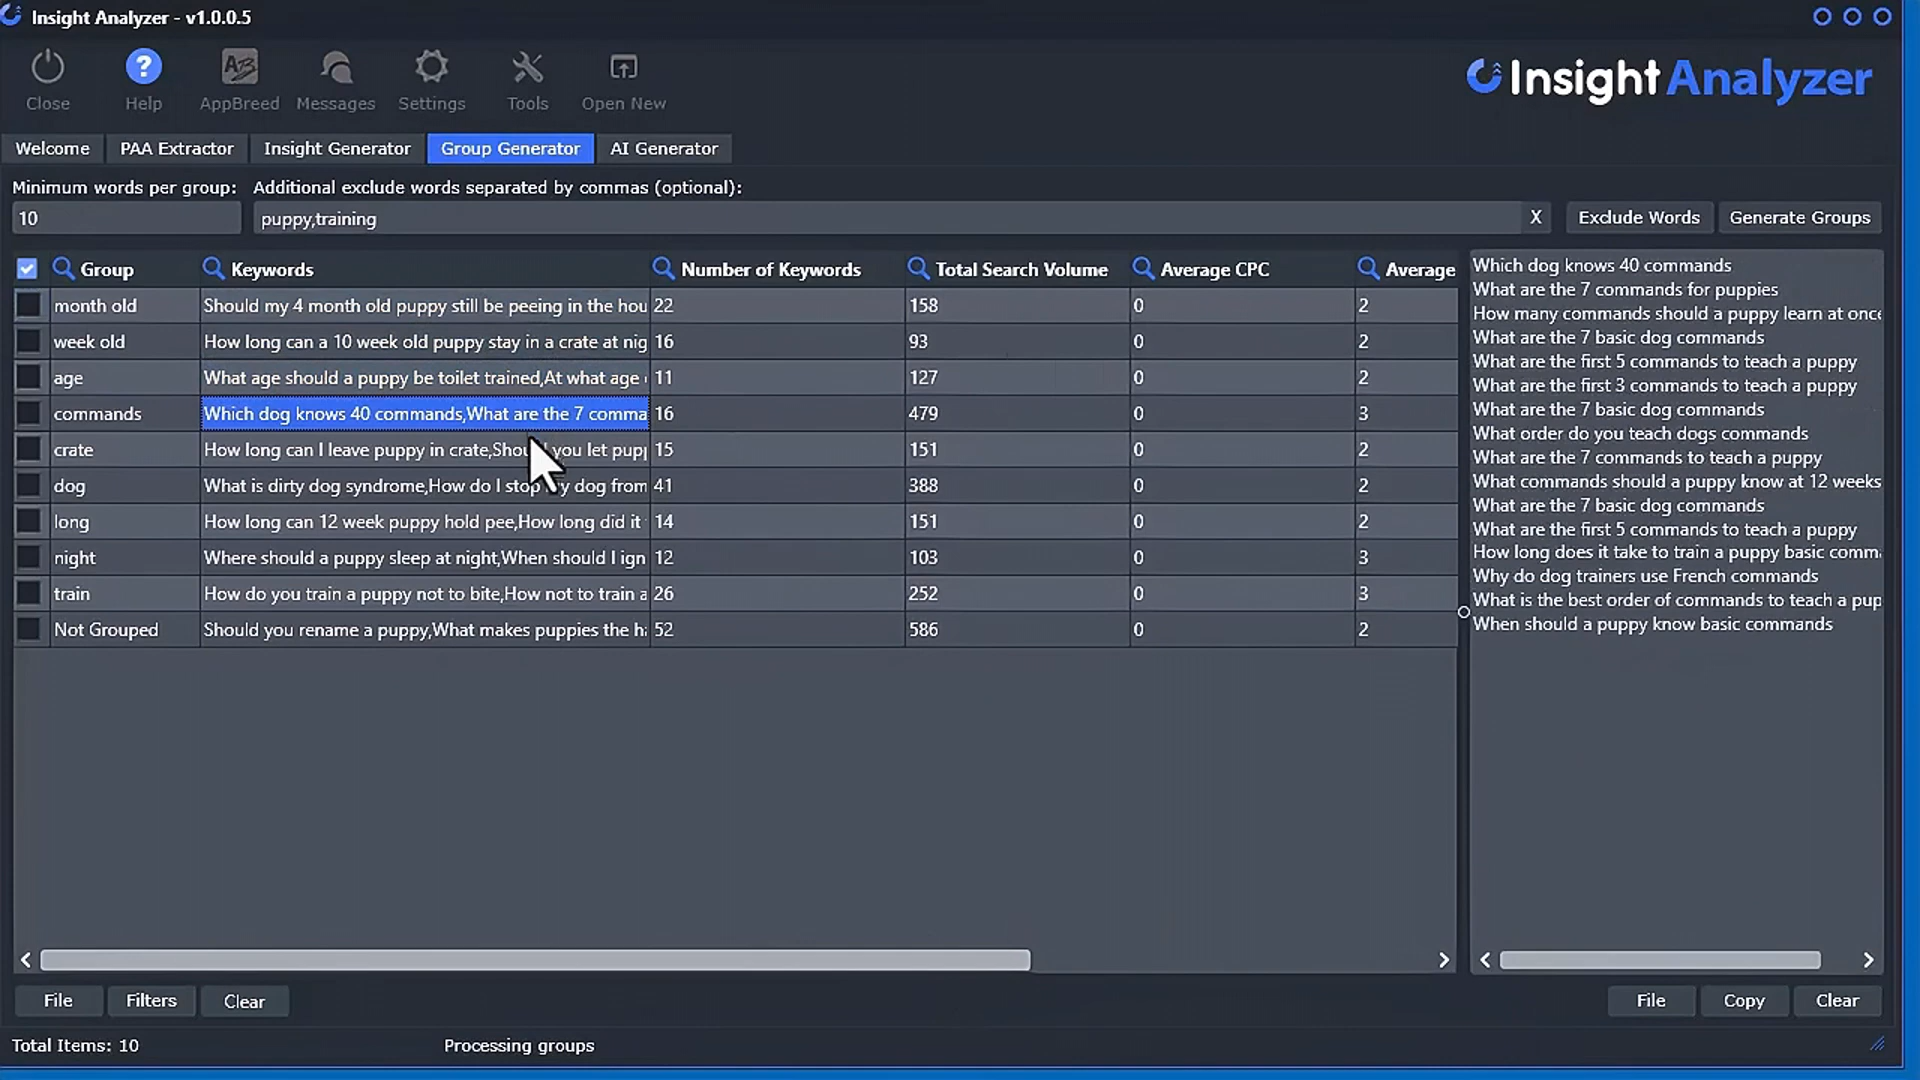 Insight Analyzer - v1.0.0.5
Close
Help
AppBreed
Messages
Settings
Tools
Open New
Insight Analyzer
Welcome
PAA Extractor
Insight Generator
Group Generator
AI Generator
Minimum words per group:
Additional exclude words separated by commas (optional):
10
puppy,training
X
Exclude Words
Generate Groups
Group Keywords Number of Keywords Total Search Volume Average CPC Average
month old Should my 4 month old puppy still be peeing in the hou 22 158 0 2
week old How long can a 10 week old puppy stay in a crate at nig 16 93 0 2
age What age should a puppy be toilet trained,At what age 11 127 0 2
commands Which dog knows 40 commands,What are the 7 comma 16 479 0 3
crate How long can I leave puppy in crate,Should you let pup 15 151 0 2
dog What is dirty dog syndrome,How do I stop my dog from 41 388 0 2
long How long can 12 week puppy hold pee,How long did it 14 151 0 2
night Where should a puppy sleep at night,When should I ign 12 103 0 3
train How do you train a puppy not to bite,How not to train a 26 252 0 3
Not Grouped Should you rename a puppy,What makes puppies the h 52 586 0 2
Which dog knows 40 commands
What are the 7 commands for puppies
How many commands should a puppy learn at once
What are the 7 basic dog commands
What are the first 5 commands to teach a puppy
What are the first 3 commands to teach a puppy
What are the 7 basic dog commands
What order do you teach dogs commands
What are the 7 commands to teach a puppy
What commands should a puppy know at 12 weeks
What are the 7 basic dog commands
What are the first 5 commands to teach a puppy
How long does it take to train a puppy basic comm
Why do dog trainers use French commands
What is the best order of commands to teach a pup
When should a puppy know basic commands
File
Filters
Clear
File
Copy
Clear
Total Items: 10
Processing groups